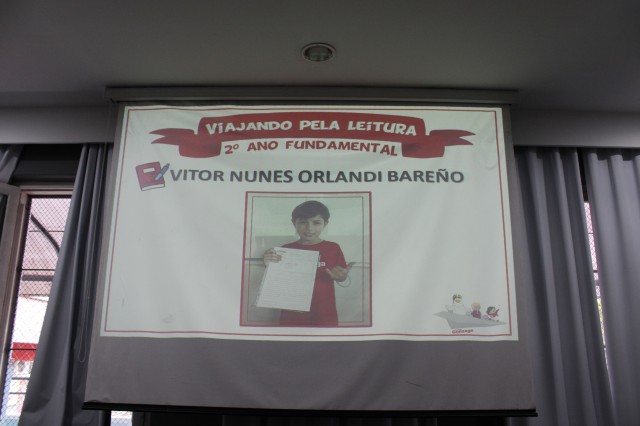 VIAJANDO PELA LEITURA
2º ANO FUNDAMENTAL
VITOR NUNES ORLANDI BAREÑO